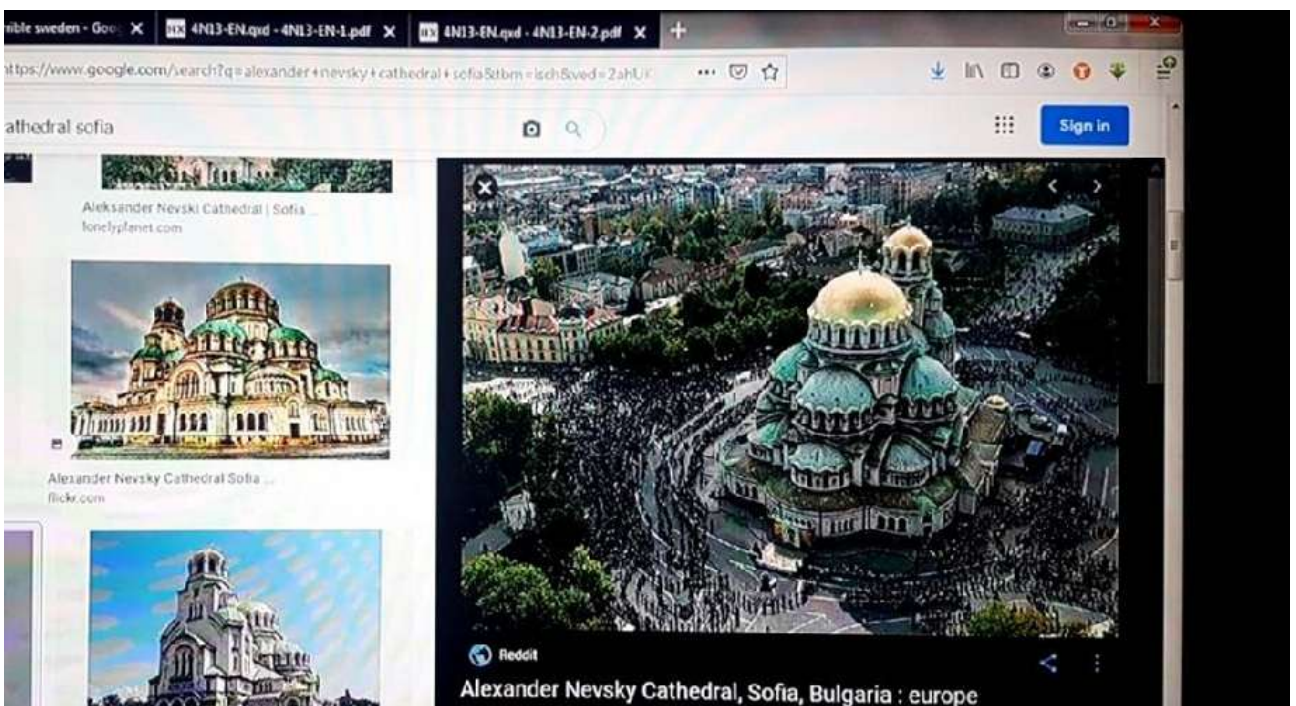 sweden - Goo
4N13-EN.qxd - 4N13-EN-1.pdf
4N13-EN.qxd - 4N13-EN-2.pdf
https://www.google.com/search?q=alexander+nevsky+cathedral+sofia&tbm=isch&ved=2ahUK
athedral sofia
Sign in
Aleksander Nevski Cathedral | Sofia ...
lonelyplanet.com
Alexander Nevsky Cathedral Sofia ...
flickr.com
Reddit
Alexander Nevsky Cathedral, Sofia, Bulgaria : europe